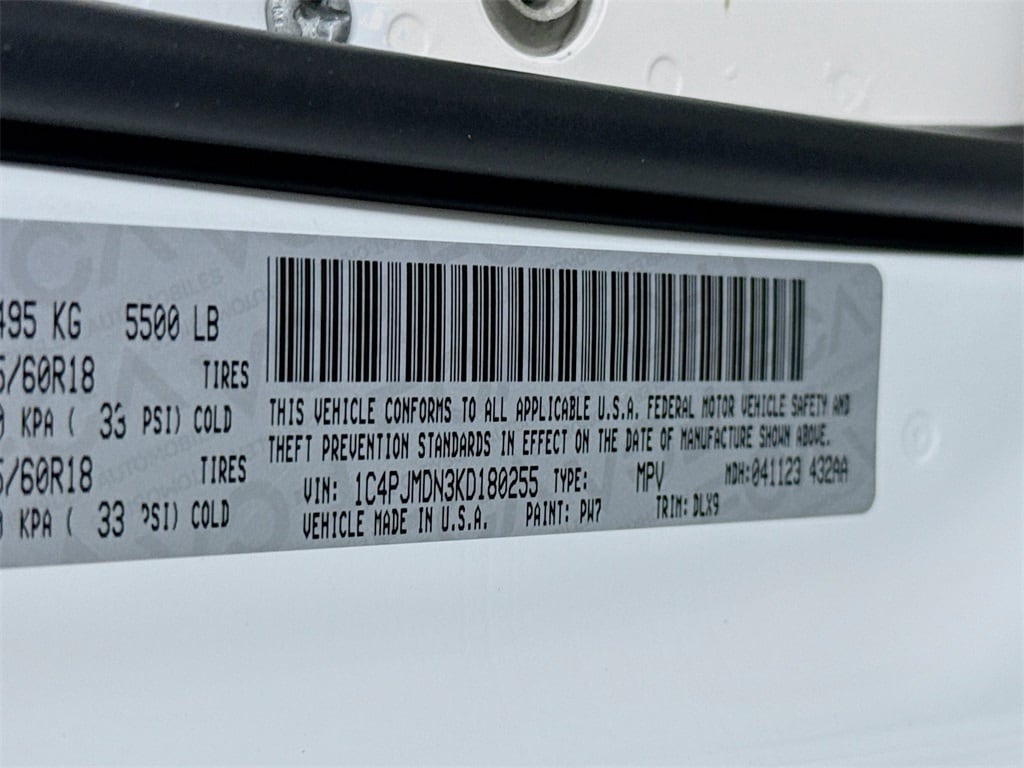 495 KG 5500 LB
5/60R18 TIRES
0 KPA ( 33 PSI) COLD
5/60R18 TIRES
0 KPA ( 33 PSI) COLD
THIS VEHICLE CONFORMS TO ALL APPLICABLE U.S.A. FEDERAL MOTOR VEHICLE SAFETY AND
THEFT PREVENTION STANDARDS IN EFFECT ON THE DATE OF MANUFACTURE SHOWN ABOVE.
VIN: 1C4PJMDN3KD180255 TYPE: MPV MDH:041123 432AA
VEHICLE MADE IN U.S.A. PAINT: PW7 TRIM: DLX9